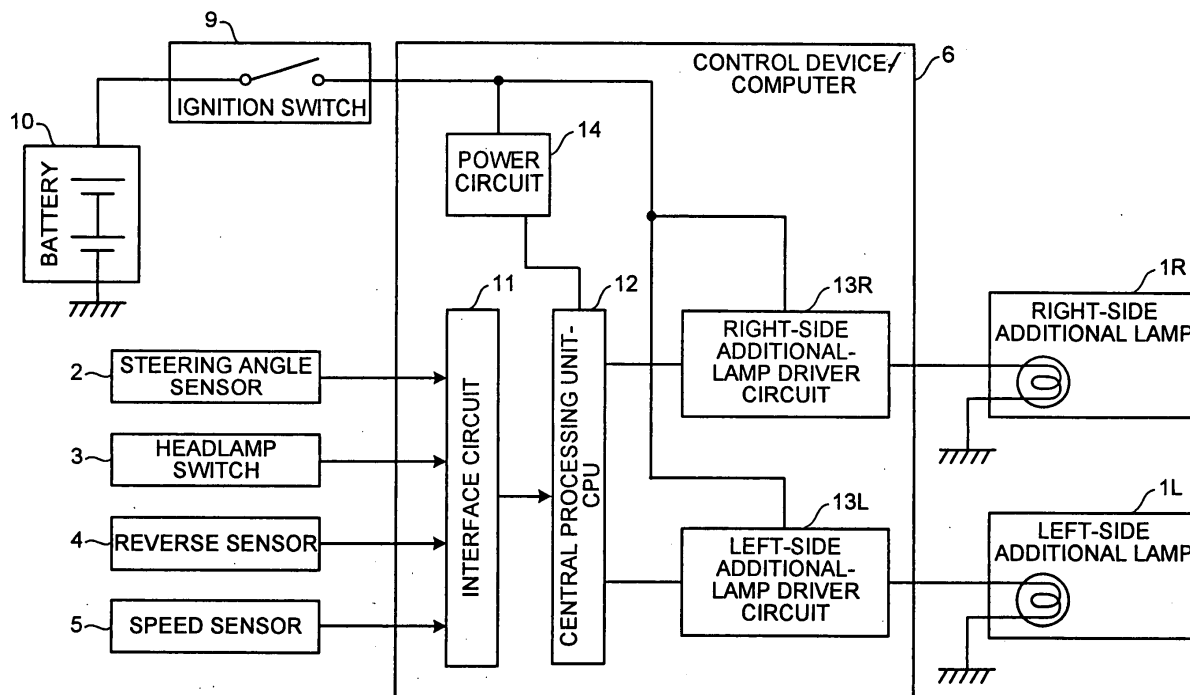 9
IGNITION SWITCH
CONTROL DEVICE/
COMPUTER
6
10
BATTERY
14
POWER
CIRCUIT
11
INTERFACE CIRCUIT
12
CENTRAL PROCESSING UNIT-
CPU
13R
RIGHT-SIDE
ADDITIONAL-
LAMP DRIVER
CIRCUIT
1R
RIGHT-SIDE
ADDITIONAL LAMP
2
STEERING ANGLE
SENSOR
3
HEADLAMP
SWITCH
4
REVERSE SENSOR
5
SPEED SENSOR
13L
LEFT-SIDE
ADDITIONAL-
LAMP DRIVER
CIRCUIT
1L
LEFT-SIDE
ADDITIONAL LAMP